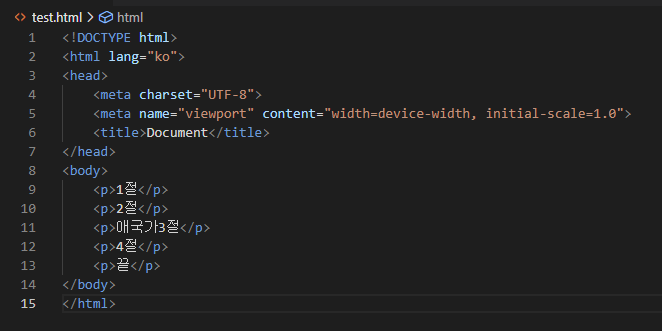 test.html > html
1 <!DOCTYPE html>
2 <html lang="ko">
3 <head>
4     <meta charset="UTF-8">
5     <meta name="viewport" content="width=device-width, initial-scale=1.0">
6     <title>Document</title>
7 </head>
8 <body>
9     <p>1절</p>
10     <p>2절</p>
11     <p>애국가3절</p>
12     <p>4절</p>
13     <p>끝</p>
14 </body>
15 </html>